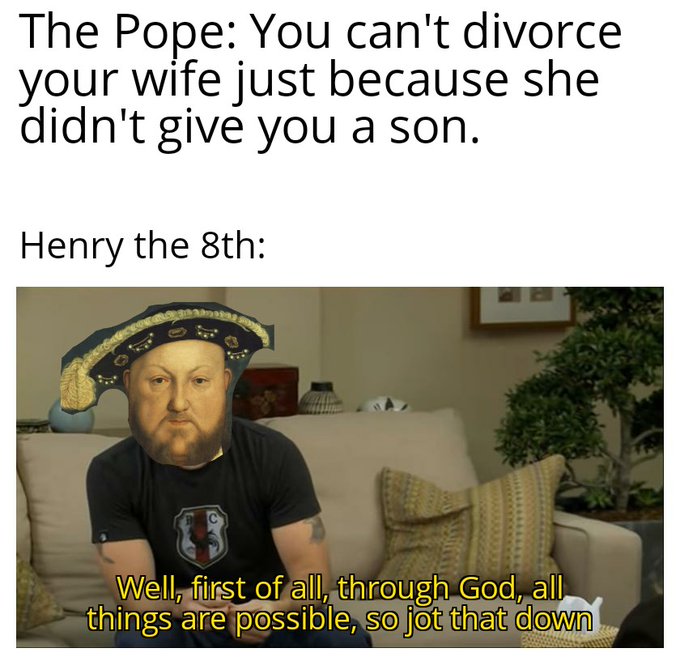 The Pope: You can't divorce
your wife just because she
didn't give you a son.
Henry the 8th:
B C
Well, first of all, through God, all
things are possible, so jot that down